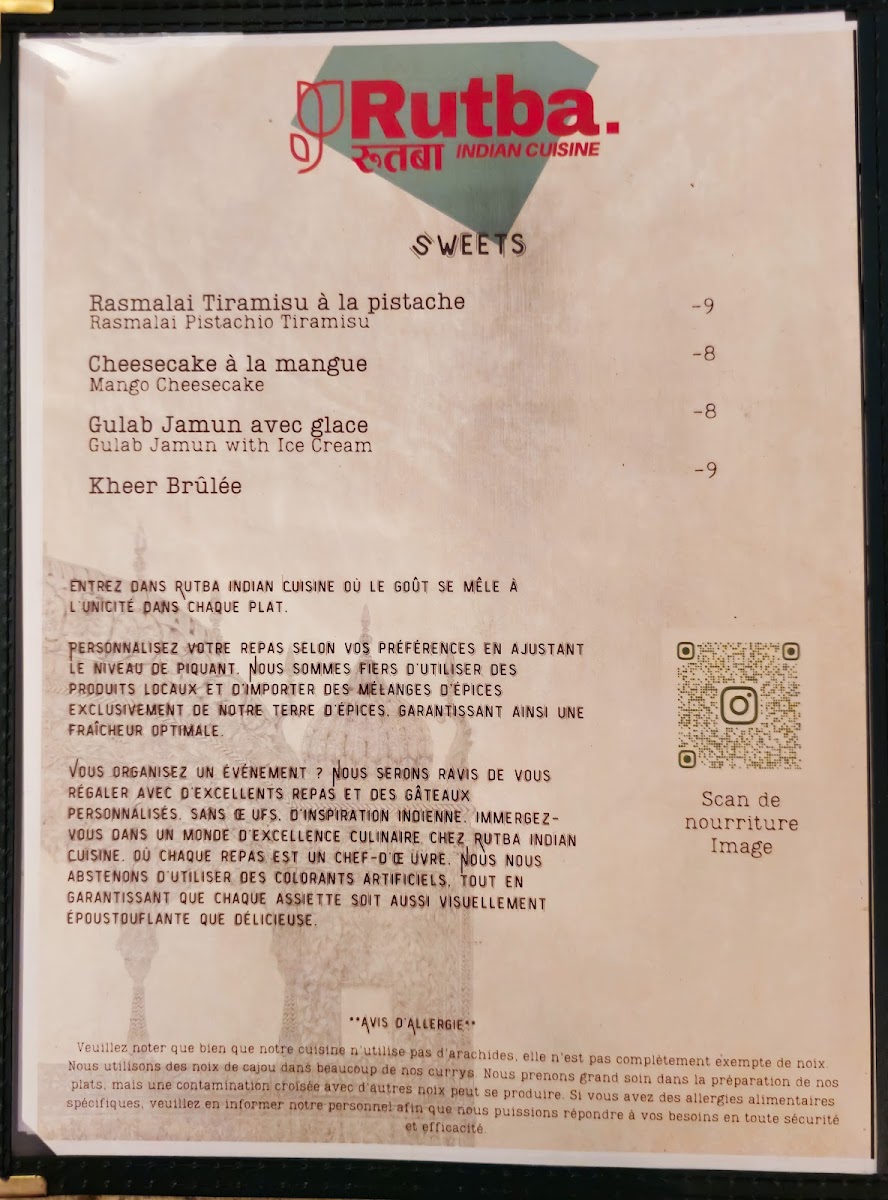 Rutba.
रूतबा INDIAN CUISINE
SWEETS
Rasmalai Tiramisu à la pistache -9
Rasmalai Pistachio Tiramisu
Cheesecake à la mangue -8
Mango Cheesecake
Gulab Jamun avec glace -8
Gulab Jamun with Ice Cream
Kheer Brûlée -9
ENTREZ DANS RUTBA INDIAN CUISINE OÙ LE GOÛT SE MÊLE À
L'UNICITÉ DANS CHAQUE PLAT.
PERSONNALISEZ VOTRE REPAS SELON VOS PRÉFÉRENCES EN AJUSTANT
LE NIVEAU DE PIQUANT. NOUS SOMMES FIERS D'UTILISER DES
PRODUITS LOCAUX ET D'IMPORTER DES MÉLANGES D'ÉPICES
EXCLUSIVEMENT DE NOTRE TERRE D'ÉPICES, GARANTISSANT AINSI UNE
FRAÎCHEUR OPTIMALE.
VOUS ORGANISEZ UN ÉVÉNEMENT ? NOUS SERONS RAVIS DE VOUS
RÉGALER AVEC D'EXCELLENTS REPAS ET DES GÂTEAUX
PERSONNALISÉS, SANS ŒUFS, D'INSPIRATION INDIENNE. IMMERGEZ-
VOUS DANS UN MONDE D'EXCELLENCE CULINAIRE CHEZ RUTBA INDIAN
CUISINE, OÙ CHAQUE REPAS EST UN CHEF-D'ŒUVRE. NOUS NOUS
ABSTENONS D'UTILISER DES COLORANTS ARTIFICIELS, TOUT EN
GARANTISSANT QUE CHAQUE ASSIETTE SOIT AUSSI VISUELLEMENT
ÉPOUSTOUFLANTE QUE DÉLICIEUSE.
Scan de
nourriture
Image
**AVIS D'ALLERGIE**
Veuillez noter que bien que notre cuisine n'utilise pas d'arachides, elle n'est pas complètement exempte de noix.
Nous utilisons des noix de cajou dans beaucoup de nos currys. Nous prenons grand soin dans la préparation de nos
plats, mais une contamination croisée avec d'autres noix peut se produire. Si vous avez des allergies alimentaires
spécifiques, veuillez en informer notre personnel afin que nous puissions répondre à vos besoins en toute sécurité
et efficacité.